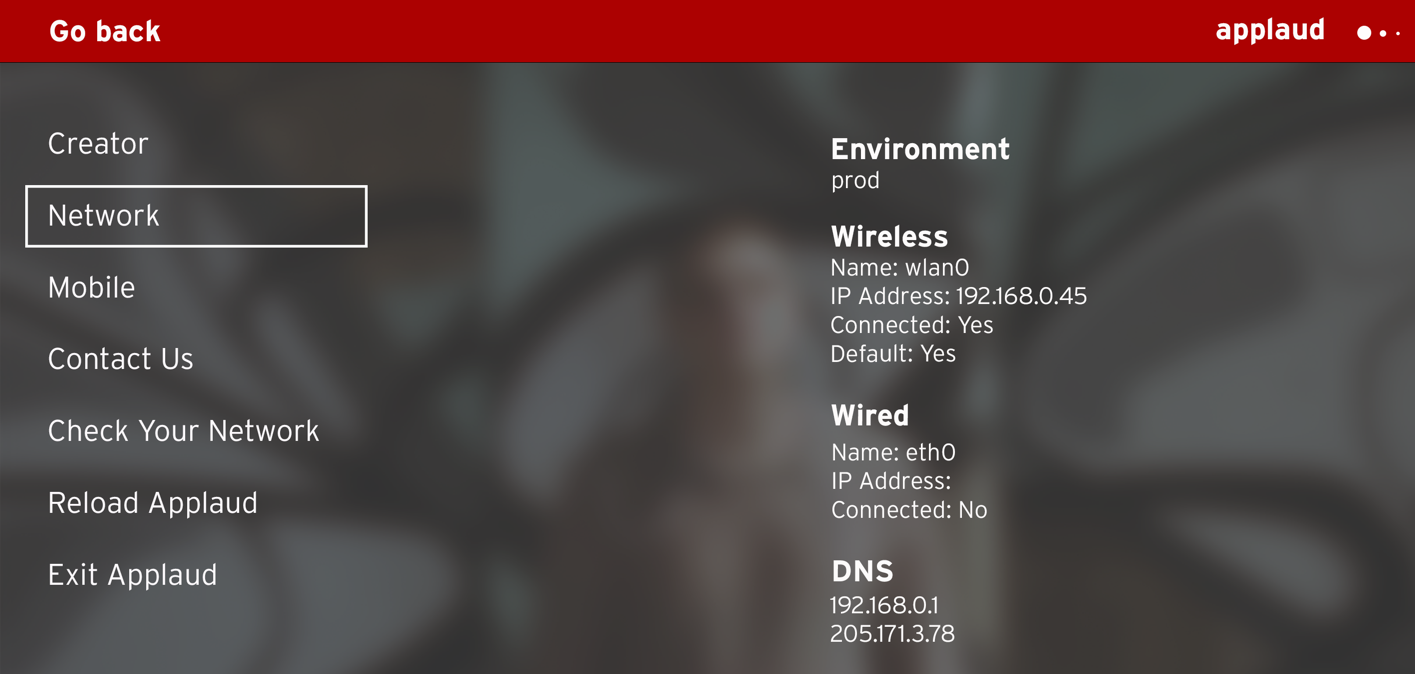 Go back
applaud
Creator
Network
Mobile
Contact Us
Check Your Network
Reload Applaud
Exit Applaud
Environment
prod
Wireless
Name: wlan0
IP Address: 192.168.0.45
Connected: Yes
Default: Yes
Wired
Name: eth0
IP Address:
Connected: No
DNS
192.168.0.1
205.171.3.78